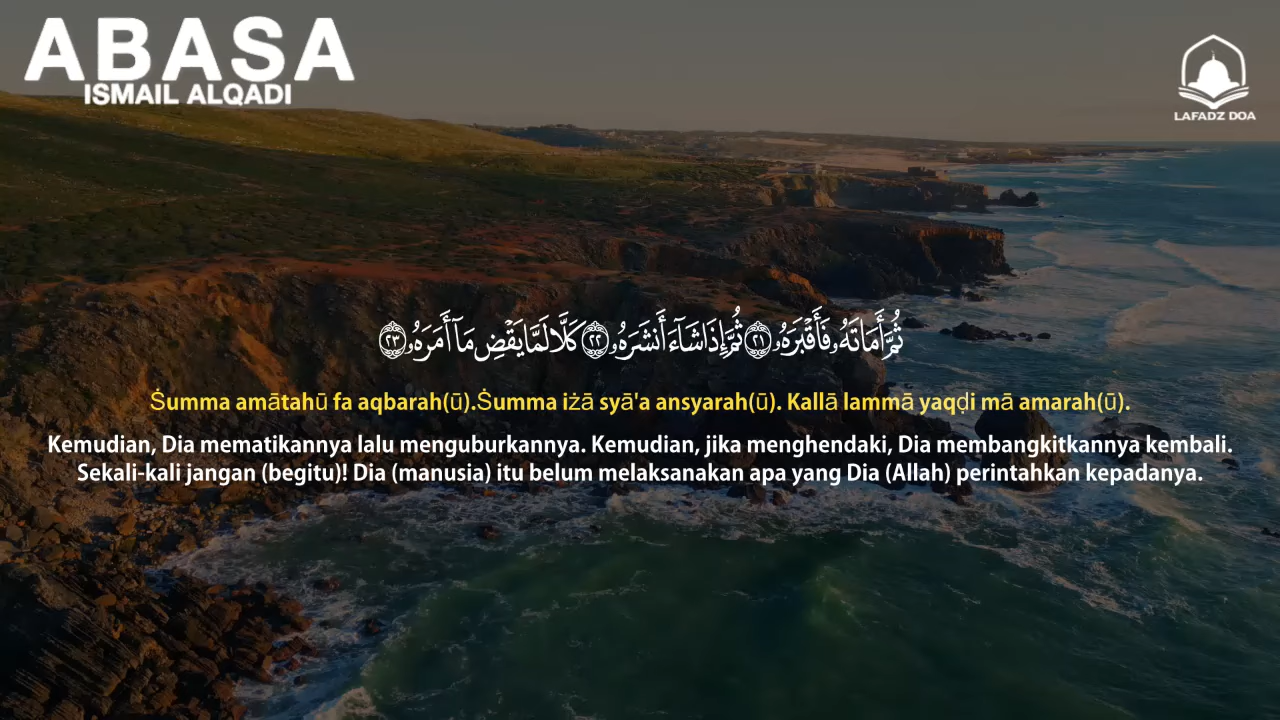 ABASA
ISMAIL ALQADI
LAFADZ DOA
ثُمَّ أَمَاتَهُۥ فَأَقْبَرَهُۥ ٢١ ثُمَّ إِذَا شَآءَ أَنشَرَهُۥ ٢٢ كَلَّا لَمَّا يَقْضِ مَآ أَمَرَهُۥ ٢٣
Ṡumma amātahū fa aqbarah(ū).Ṡumma iżā syā'a ansyarah(ū). Kallā lammā yaqḍi mā amarah(ū).
Kemudian, Dia mematikannya lalu menguburkannya. Kemudian, jika menghendaki, Dia membangkitkannya kembali.
Sekali-kali jangan (begitu)! Dia (manusia) itu belum melaksanakan apa yang Dia (Allah) perintahkan kepadanya.